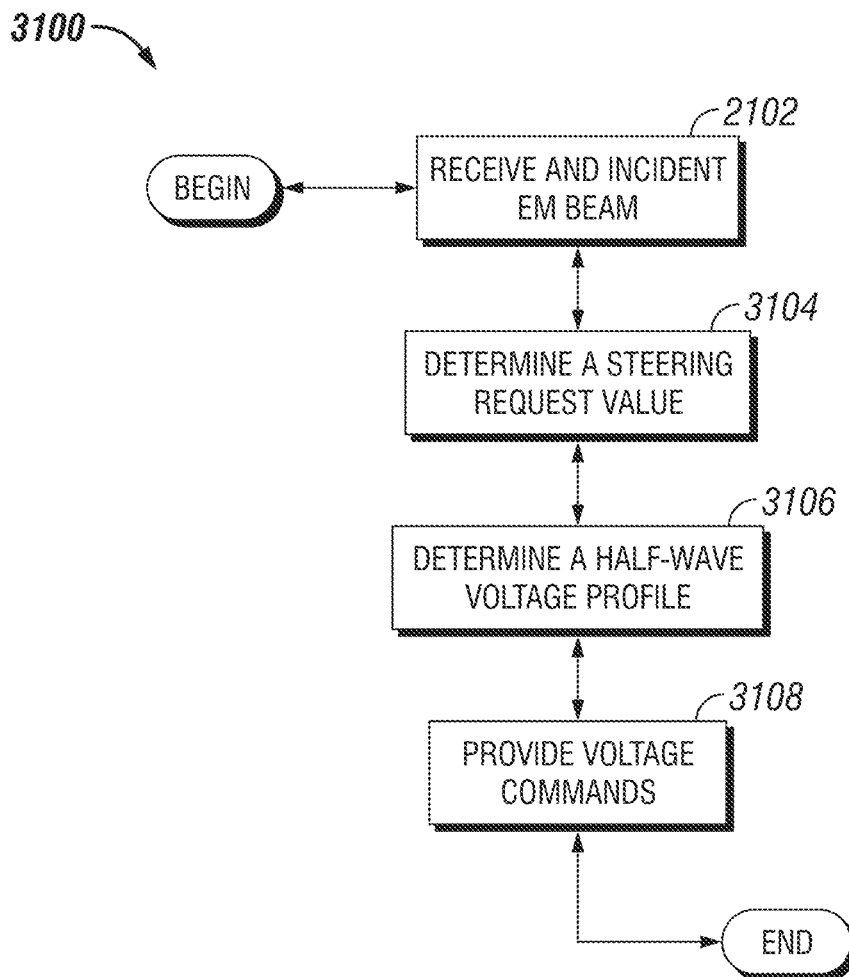 3100
2102
BEGIN
RECEIVE AND INCIDENT
EM BEAM
3104
DETERMINE A STEERING
REQUEST VALUE
3106
DETERMINE A HALF-WAVE
VOLTAGE PROFILE
3108
PROVIDE VOLTAGE
COMMANDS
END